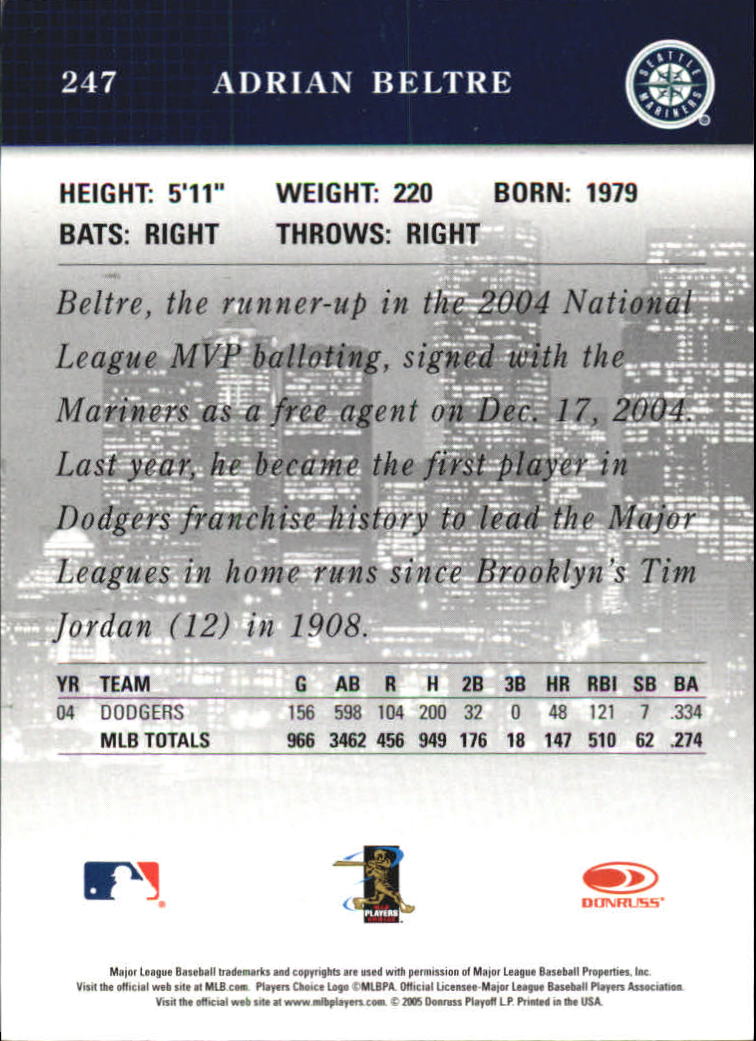 247 ADRIAN BELTRE
SEATTLE
MARINERS
®
HEIGHT: 5'11" WEIGHT: 220 BORN: 1979
BATS: RIGHT THROWS: RIGHT
Beltre, the runner-up in the 2004 National
League MVP balloting, signed with the
Mariners as a free agent on Dec. 17, 2004.
Last year, he became the first player in
Dodgers franchise history to lead the Major
Leagues in home runs since Brooklyn's Tim
Jordan (12) in 1908.
YR TEAM G AB R H 2B 3B HR RBI SB BA
04 DODGERS 156 598 104 200 32 0 48 121 7 .334
MLB TOTALS 966 3462 456 949 176 18 147 510 62 .274
PLAYERS
DONRUSS
Major League Baseball trademarks and copyrights are used with permission of Major League Baseball Properties, Inc.
Visit the official web site at MLB.com. Players Choice Logo ©MLBPA. Official Licensee-Major League Baseball Players Association.
Visit the official web site at www.mlbplayers.com. © 2005 Donruss Playoff L.P. Printed in the USA.